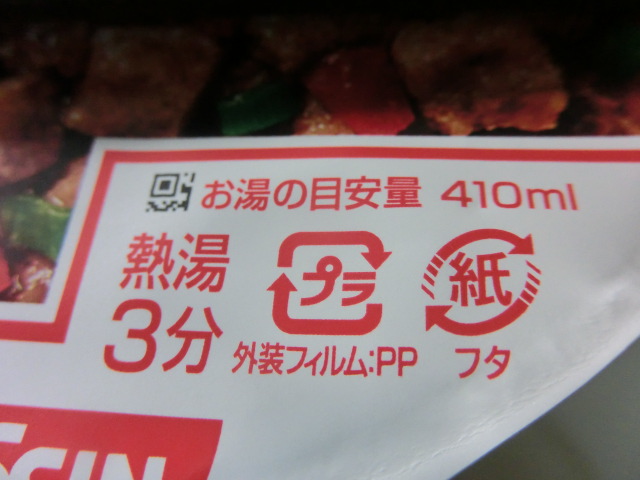 お湯の目安量 410ml
熱湯
3分
プラ
外装フィルム:PP
紙
フタ